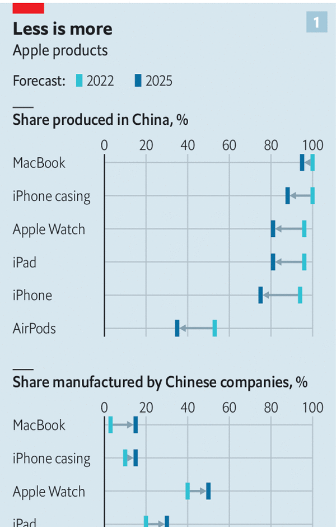 Less is more
1
Apple products
Forecast: 2022 2025
Share produced in China, %
0 20 40 60 80 100
MacBook
iPhone casing
Apple Watch
iPad
iPhone
AirPods
Share manufactured by Chinese companies, %
0 20 40 60 80 100
MacBook
iPhone casing
Apple Watch
iPad